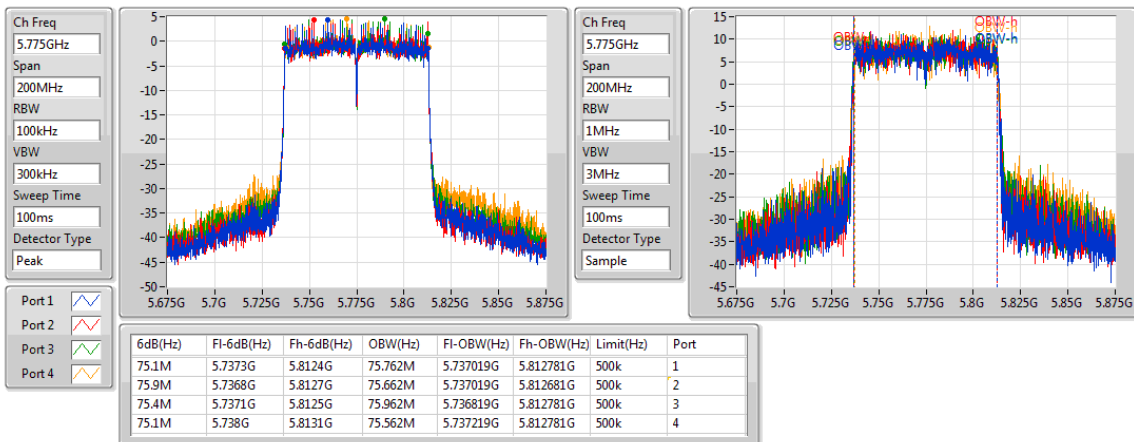 Ch Freq
5.775GHz
Span
200MHz
RBW
100kHz
VBW
300kHz
Sweep Time
100ms
Detector Type
Peak
Port 1
Port 2
Port 3
Port 4
5
0
-5
-10
-15
-20
-25
-30
-35
-40
-45
-50
5.675G 5.7G 5.725G 5.75G 5.775G 5.8G 5.825G 5.85G 5.875G
Ch Freq
5.775GHz
Span
200MHz
RBW
1MHz
VBW
3MHz
Sweep Time
100ms
Detector Type
Sample
15
10
5
0
-5
-10
-15
-20
-25
-30
-35
-40
-45
OBW-h
OBW-h
5.675G 5.7G 5.725G 5.75G 5.775G 5.8G 5.825G 5.85G 5.875G
6dB(Hz) Fl-6dB(Hz) Fh-6dB(Hz) OBW(Hz) Fl-OBW(Hz) Fh-OBW(Hz) Limit(Hz) Port
75.1M 5.7373G 5.8124G 75.762M 5.737019G 5.812781G 500k 1
75.9M 5.7368G 5.8127G 75.662M 5.737019G 5.812681G 500k 2
75.4M 5.7371G 5.8125G 75.962M 5.736819G 5.812781G 500k 3
75.1M 5.738G 5.8131G 75.562M 5.737219G 5.812781G 500k 4